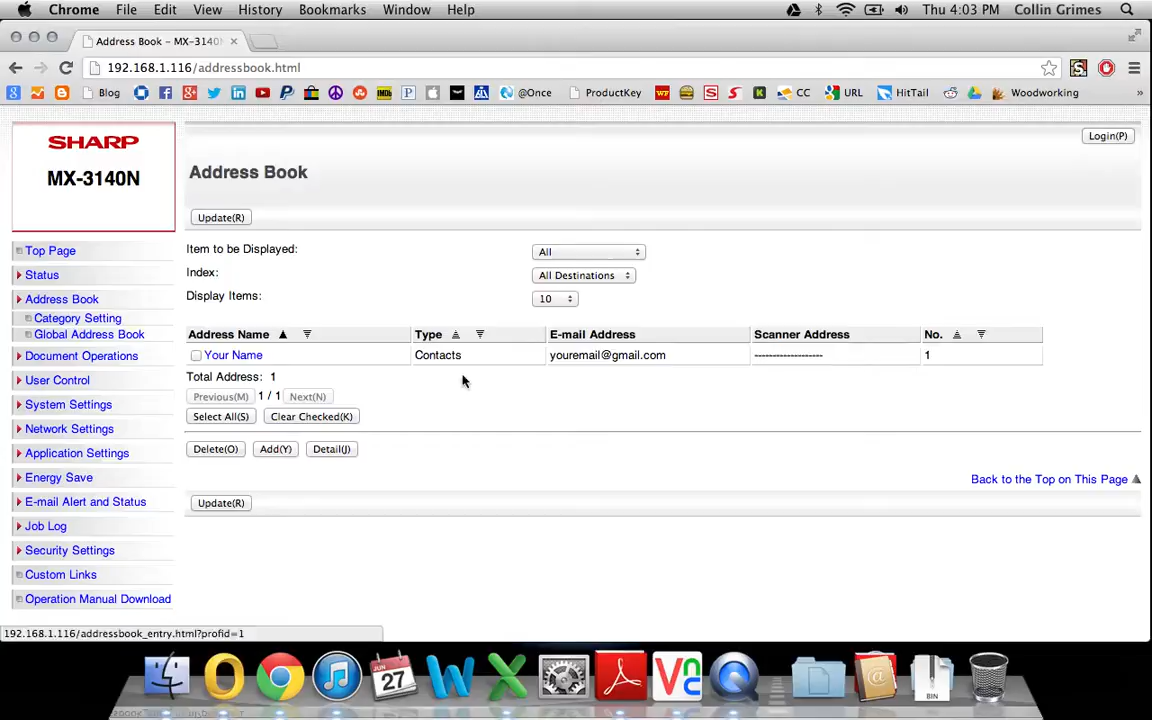 Chrome File Edit View History Bookmarks Window Help Thu 4:03 PM Collin Grimes
Address Book - MX-3140N
192.168.1.116/addressbook.html
Blog @Once ProductKey CC URL HitTail Woodworking »
SHARP
MX-3140N
Login(P)
Address Book
Update(R)
Top Page
Status
Address Book
Category Setting
Global Address Book
Document Operations
User Control
System Settings
Network Settings
Application Settings
Energy Save
E-mail Alert and Status
Job Log
Security Settings
Custom Links
Operation Manual Download
Item to be Displayed: All
Index: All Destinations
Display Items: 10
Address Name Type E-mail Address Scanner Address No.
Your Name Contacts youremail@gmail.com ------------------- 1
Total Address: 1
Previous(M) 1 / 1 Next(N)
Select All(S) Clear Checked(K)
Delete(O) Add(Y) Detail(J)
Back to the Top on This Page
Update(R)
192.168.1.116/addressbook_entry.html?profid=1
JUN
27
BIN